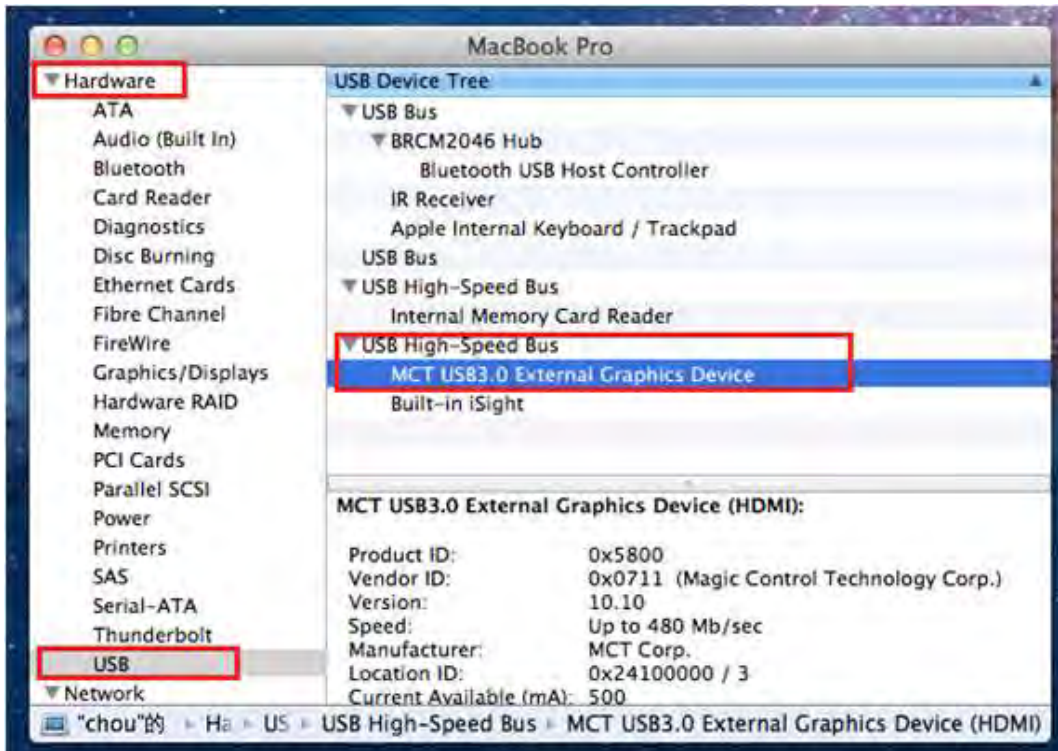 MacBook Pro
Hardware
ATA
Audio (Built In)
Bluetooth
Card Reader
Diagnostics
Disc Burning
Ethernet Cards
Fibre Channel
FireWire
Graphics/Displays
Hardware RAID
Memory
PCI Cards
Parallel SCSI
Power
Printers
SAS
Serial-ATA
Thunderbolt
USB
Network
USB Device Tree
USB Bus
BRCM2046 Hub
Bluetooth USB Host Controller
IR Receiver
Apple Internal Keyboard / Trackpad
USB Bus
USB High-Speed Bus
Internal Memory Card Reader
USB High-Speed Bus
MCT USB3.0 External Graphics Device
Built-in iSight
MCT USB3.0 External Graphics Device (HDMI):
Product ID: 0x5800
Vendor ID: 0x0711 (Magic Control Technology Corp.)
Version: 10.10
Speed: Up to 480 Mb/sec
Manufacturer: MCT Corp.
Location ID: 0x24100000 / 3
Current Available (mA): 500
"chou"的 Ha US USB High-Speed Bus MCT USB3.0 External Graphics Device (HDMI)